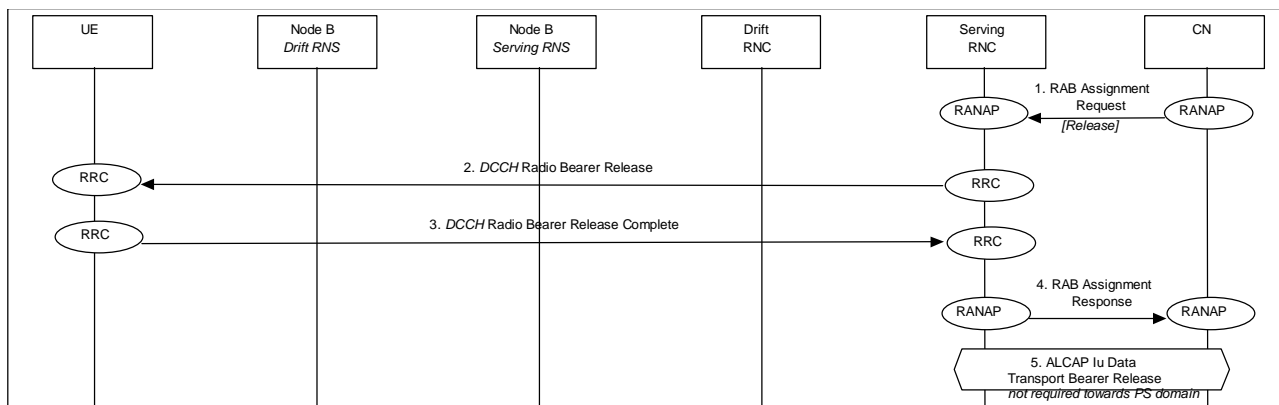 UE
Node B
Drift RNS
Node B
Serving RNS
Drift
RNC
Serving
RNC
CN
1. RAB Assignment
Request
[Release]
RANAP
RANAP
2. DCCH Radio Bearer Release
RRC
RRC
3. DCCH Radio Bearer Release Complete
RRC
RRC
4. RAB Assignment
Response
RANAP
RANAP
5. ALCAP Iu Data
Transport Bearer Release
not required towards PS domain